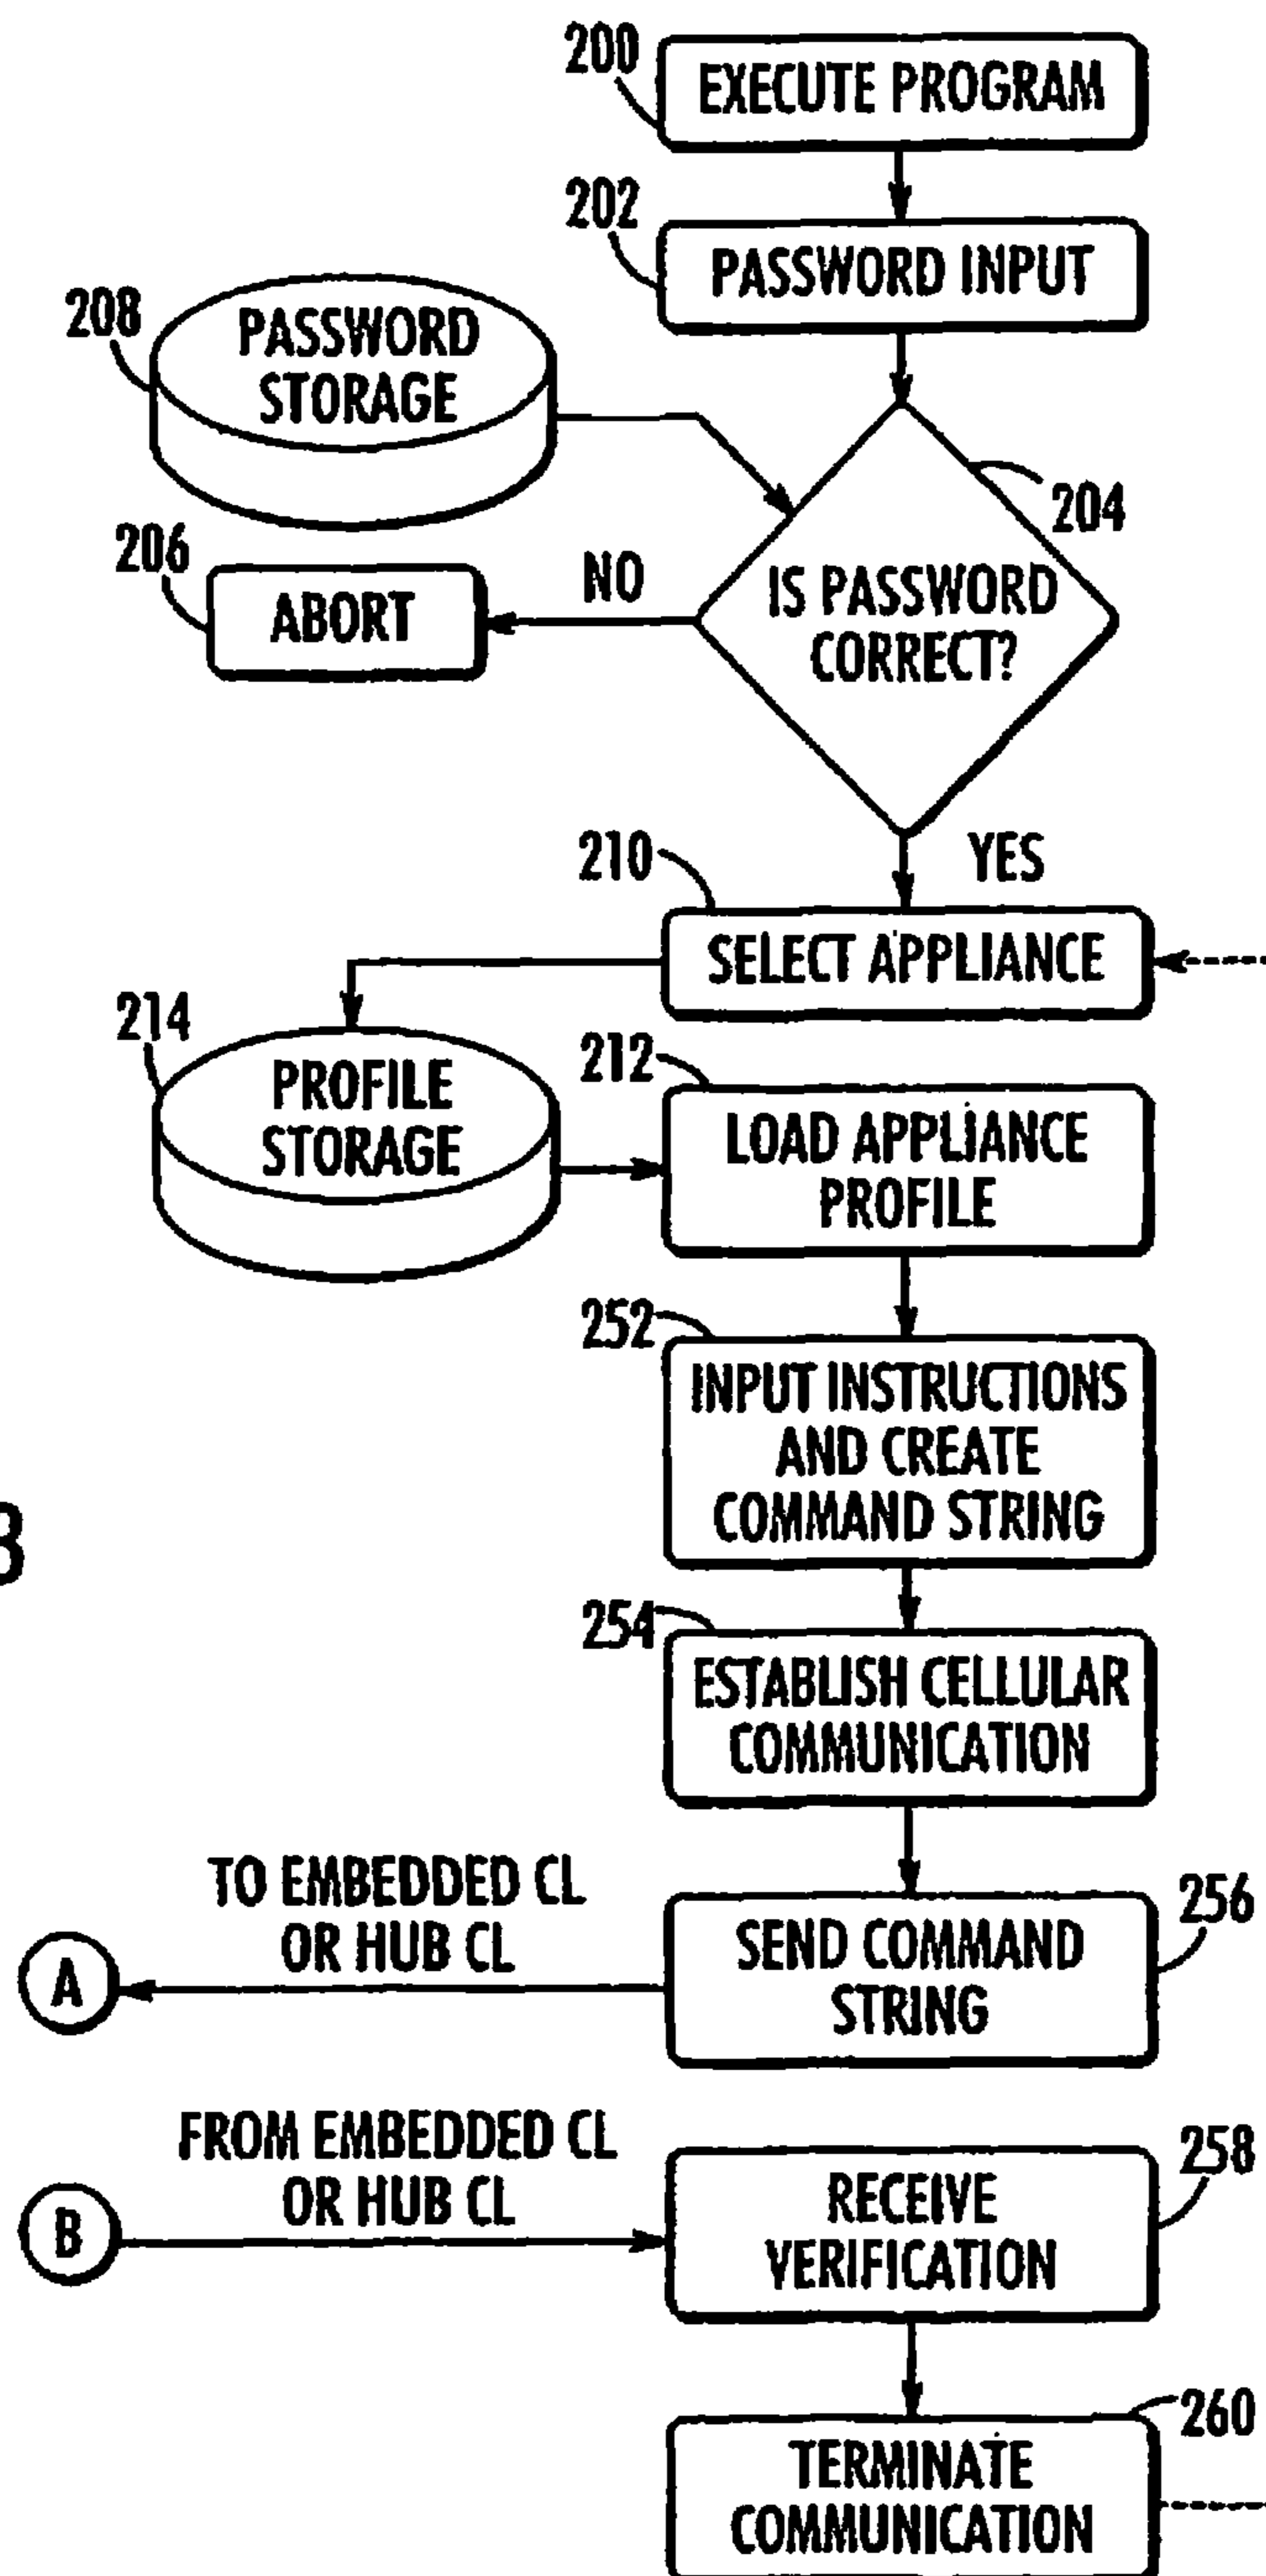 200
EXECUTE PROGRAM
202
PASSWORD INPUT
208
PASSWORD
STORAGE
204
206
ABORT
NO
IS PASSWORD
CORRECT?
YES
210
SELECT APPLIANCE
214
PROFILE
STORAGE
212
LOAD APPLIANCE
PROFILE
252
INPUT INSTRUCTIONS
AND CREATE
COMMAND STRING
B
254
ESTABLISH CELLULAR
COMMUNICATION
TO EMBEDDED CL
OR HUB CL
A
256
SEND COMMAND
STRING
FROM EMBEDDED CL
OR HUB CL
B
258
RECEIVE
VERIFICATION
260
TERMINATE
COMMUNICATION